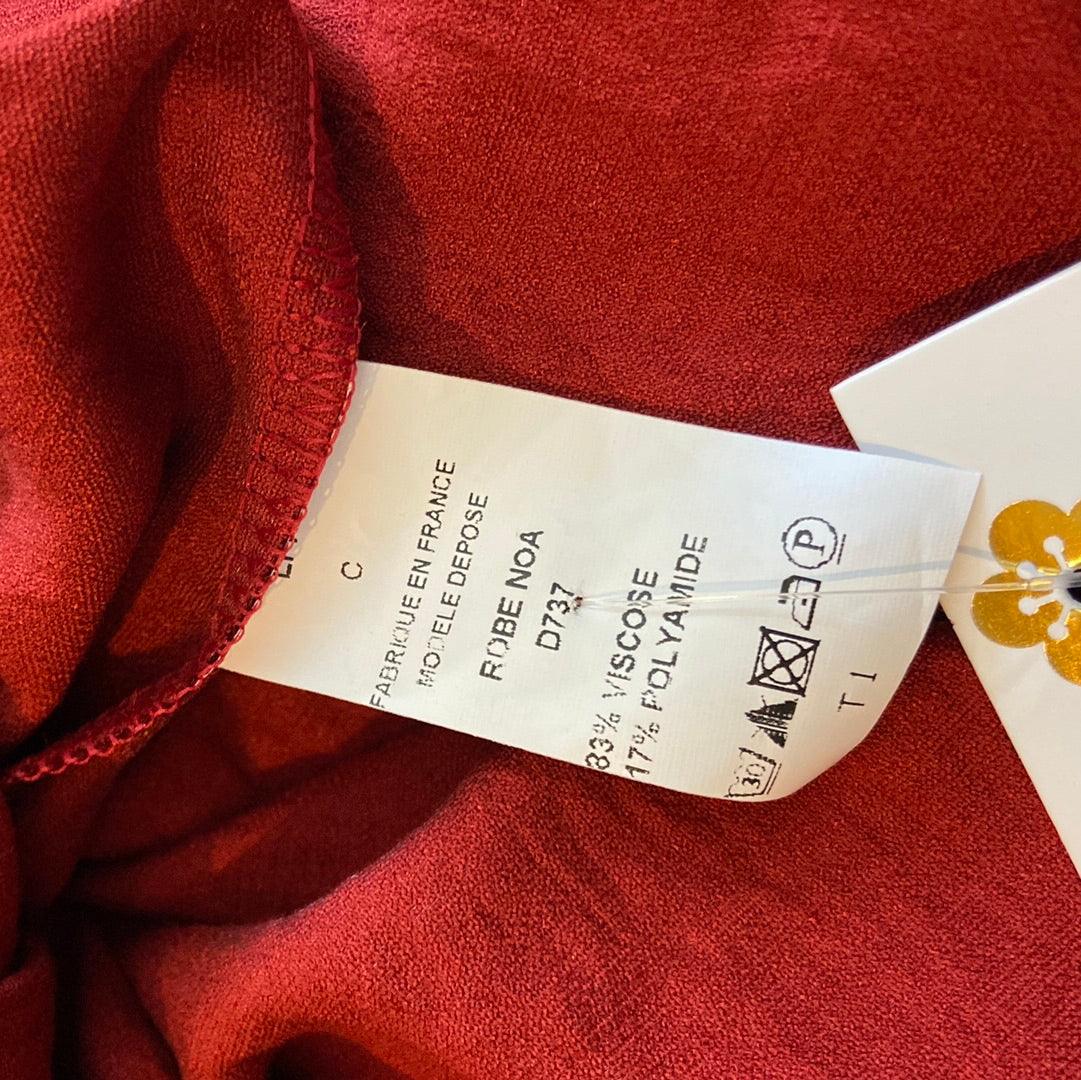 C
FABRIQUE EN FRANCE
MODELE DEPOSE
ROBE NOA
D737
83% VISCOSE
17% POLYAMIDE
30 P
T 1